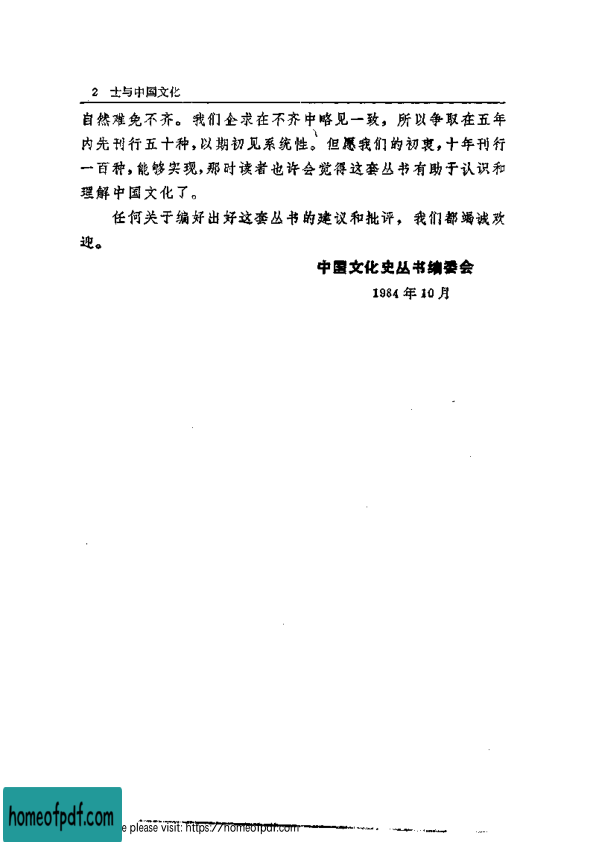 2 士与中国文化
自然难免不齐。我们企求在不齐中略见一致，所以争取在五年
内先刊行五十种，以期初见系统性。但愿我们的初衷，十年刊行
一百种，能够实现，那时读者也许会觉得这套丛书有助于认识和
理解中国文化了。
任何关于编好出好这套丛书的建议和批评，我们都竭诚欢
迎。
中国文化史丛书编委会
1984年10月
homeofpdf.com
e please visit: https://homeofpdf.com